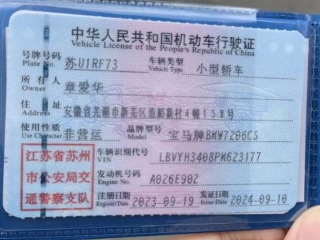 中华人民共和国机动车行驶证
Vehicle License of the People's Republic of China
号牌号码 苏U1RF73 车辆类型 小型轿车
Plate No. Vehicle Type
所有人 章爱华
Owner
住址 安徽省芜湖市 新村4幢158号
Address
使用性质 非营运 品牌型号 宝马牌BMW7206CS
Use Character Model
江苏省苏州
市公安局交
通警察支队
车辆识别代号 LBVYH3408PM623177
VIN
发动机号码 A026E902
Engine No.
注册日期 2023-09-19 发证日期 2024-09-10
Register Date Issue Date